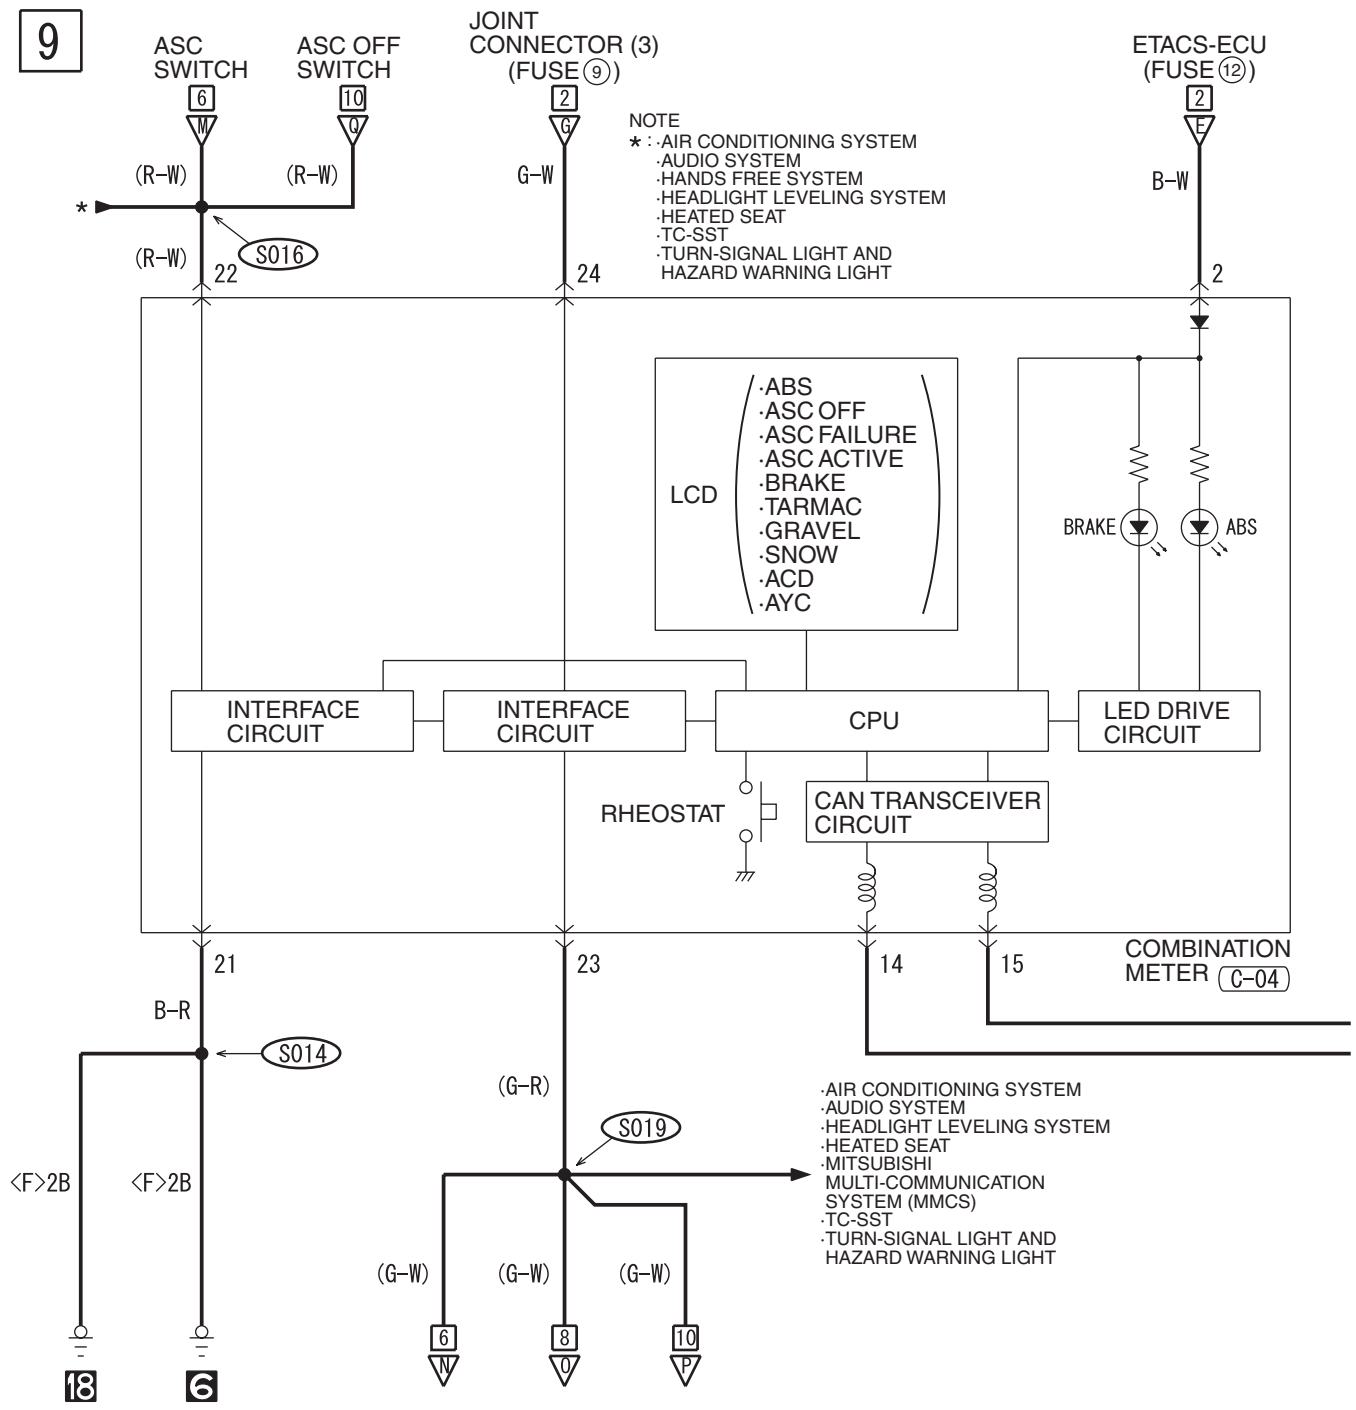 9
ASC
SWITCH
ASC OFF
SWITCH
JOINT
CONNECTOR (3)
(FUSE 9)
ETACS-ECU
(FUSE 12)
6
10
2
2
M
Q
G
E
NOTE
* : ·AIR CONDITIONING SYSTEM
·AUDIO SYSTEM
·HANDS FREE SYSTEM
·HEADLIGHT LEVELING SYSTEM
·HEATED SEAT
·TC-SST
·TURN-SIGNAL LIGHT AND
HAZARD WARNING LIGHT
(R-W)
(R-W)
G-W
B-W
*
S016
(R-W)
22
24
2
LCD
·ABS
·ASC OFF
·ASC FAILURE
·ASC ACTIVE
·BRAKE
·TARMAC
·GRAVEL
·SNOW
·ACD
·AYC
BRAKE
ABS
INTERFACE
CIRCUIT
INTERFACE
CIRCUIT
CPU
LED DRIVE
CIRCUIT
RHEOSTAT
CAN TRANSCEIVER
CIRCUIT
21
23
14
15
COMBINATION
METER C-04
B-R
S014
(G-R)
S019
·AIR CONDITIONING SYSTEM
·AUDIO SYSTEM
·HEADLIGHT LEVELING SYSTEM
·HEATED SEAT
·MITSUBISHI
MULTI-COMMUNICATION
SYSTEM (MMCS)
·TC-SST
·TURN-SIGNAL LIGHT AND
HAZARD WARNING LIGHT
<F>2B
<F>2B
(G-W)
(G-W)
(G-W)
6
8
10
N
O
P
18
6